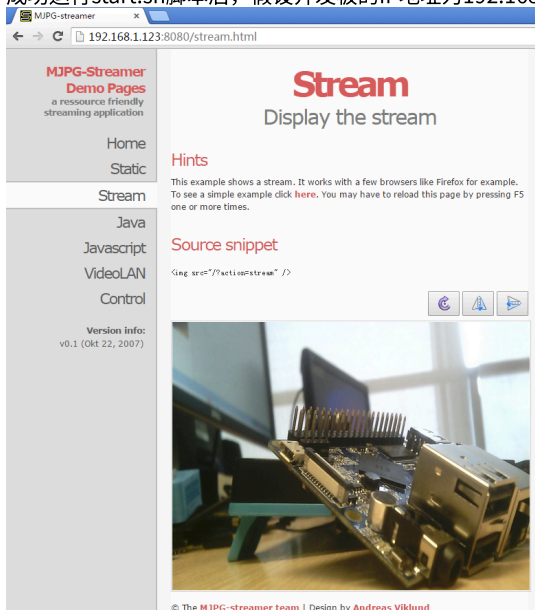 成功运行start.sh脚本后，假设开发板的IP地址为192.168
MJPG-streamer
192.168.1.123:8080/stream.html
MJPG-Streamer
Demo Pages
a ressource friendly
streaming application
Home
Static
Stream
Java
Javascript
VideoLAN
Control
Version info:
v0.1 (Okt 22, 2007)
Stream
Display the stream
Hints
This example shows a stream. It works with a few browsers like Firefox for example.
To see a simple example click here. You may have to reload this page by pressing F5
one or more times.
Source snippet
<img src="/?action=stream" />
© The MJPG-streamer team | Design by Andreas Viklund